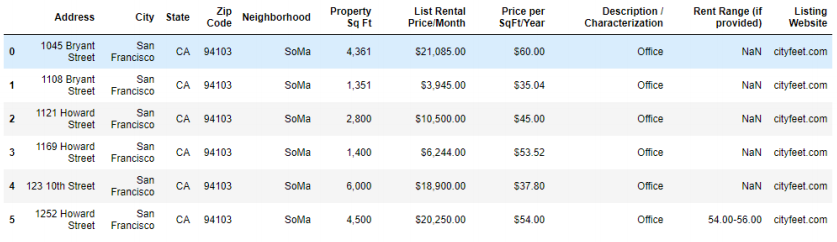 Address City State Zip Code Neighborhood Property Sq Ft List Rental Price/Month Price per SqFt/Year Description / Characterization Rent Range (if provided) Listing Website
0 1045 Bryant Street San Francisco CA 94103 SoMa 4,361 $21,085.00 $60.00 Office NaN cityfeet.com
1 1108 Bryant Street San Francisco CA 94103 SoMa 1,351 $3,945.00 $35.04 Office NaN cityfeet.com
2 1121 Howard Street San Francisco CA 94103 SoMa 2,800 $10,500.00 $45.00 Office NaN cityfeet.com
3 1169 Howard Street San Francisco CA 94103 SoMa 1,400 $6,244.00 $53.52 Office NaN cityfeet.com
4 123 10th Street San Francisco CA 94103 SoMa 6,000 $18,900.00 $37.80 Office NaN cityfeet.com
5 1252 Howard Street San Francisco CA 94103 SoMa 4,500 $20,250.00 $54.00 Office 54.00-56.00 cityfeet.com